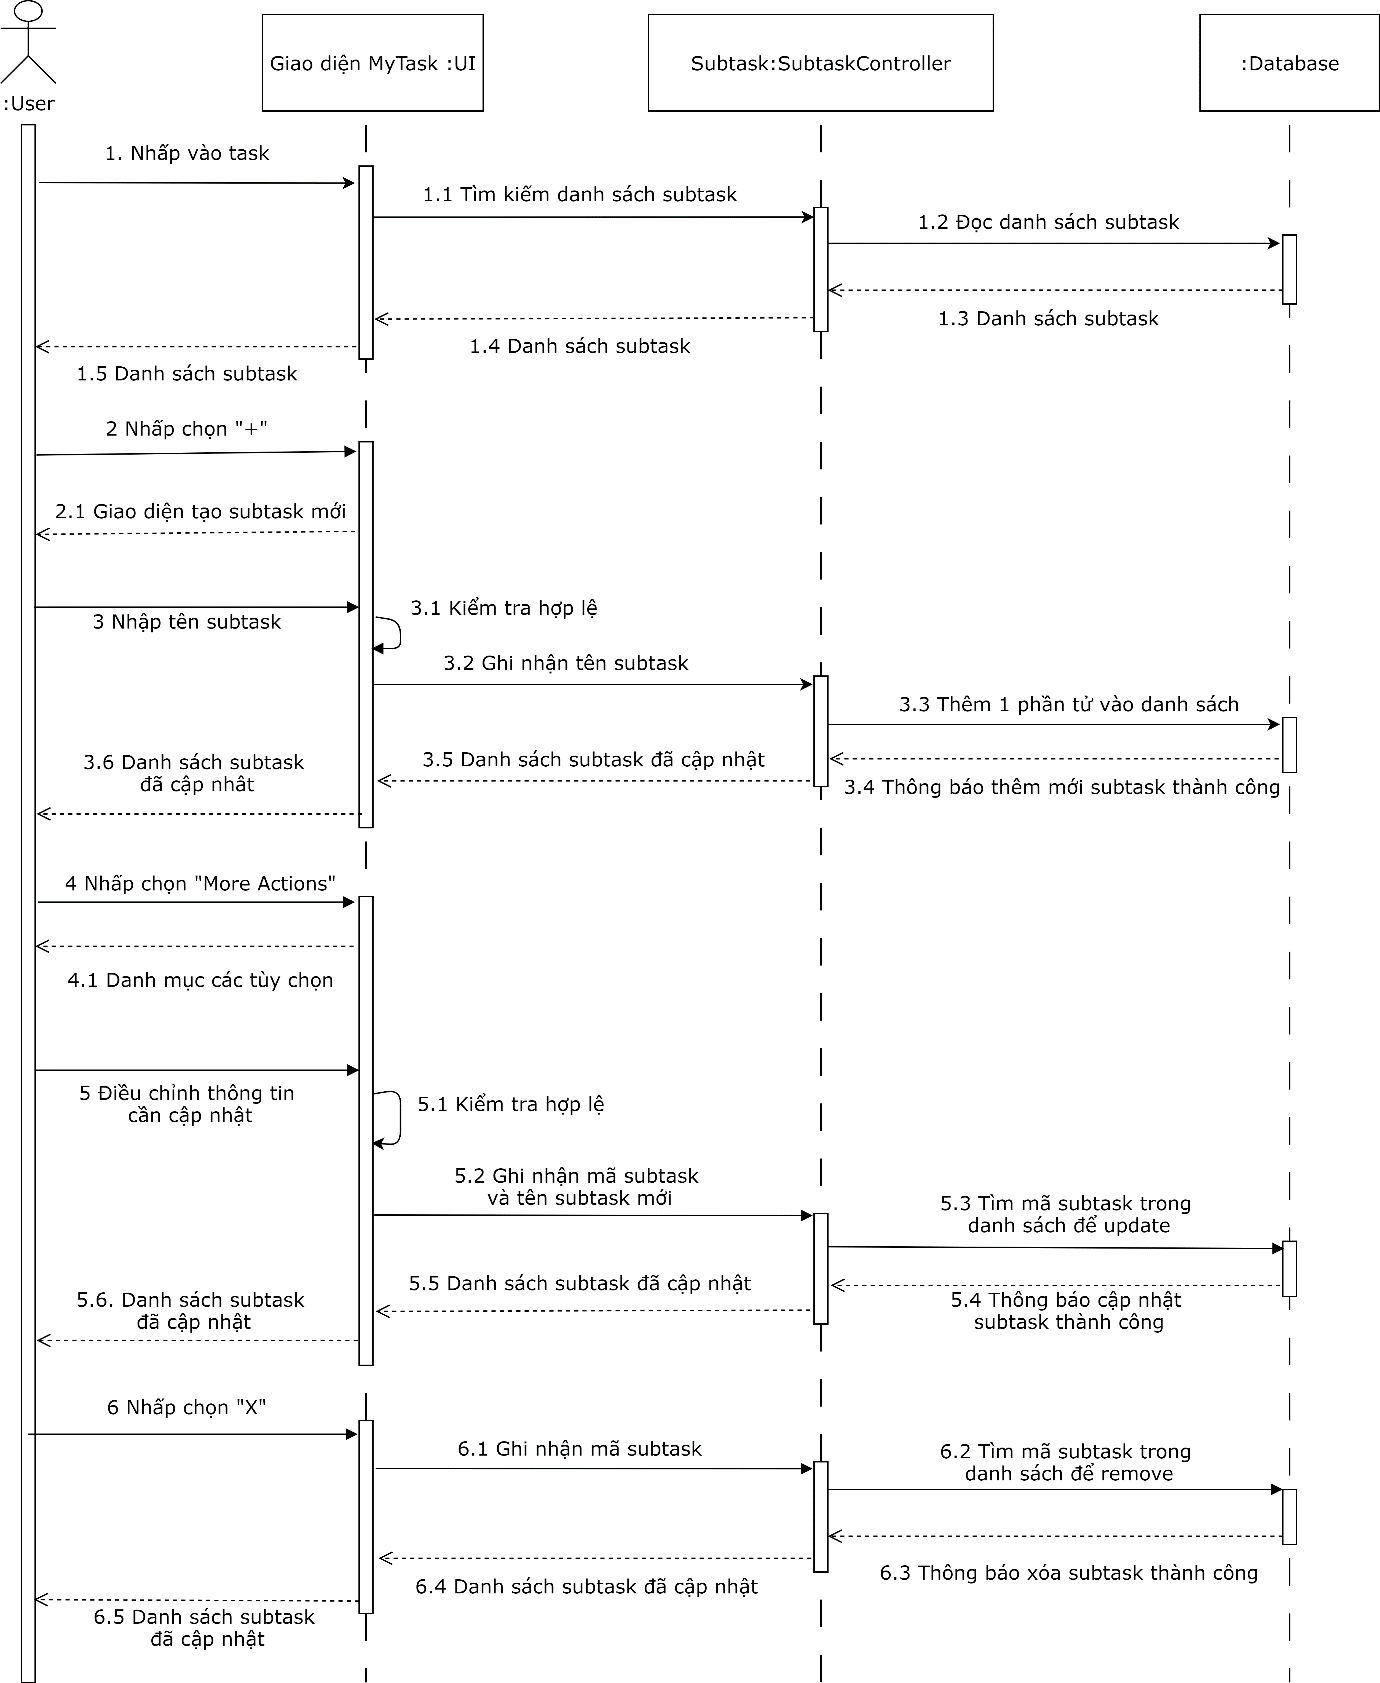 :User
Giao diện MyTask :UI
Subtask:SubtaskController
:Database
1. Nhấp vào task
1.1 Tìm kiếm danh sách subtask
1.2 Đọc danh sách subtask
1.3 Danh sách subtask
1.4 Danh sách subtask
1.5 Danh sách subtask
2 Nhấp chọn "+"
2.1 Giao diện tạo subtask mới
3 Nhập tên subtask
3.1 Kiểm tra hợp lệ
3.2 Ghi nhận tên subtask
3.3 Thêm 1 phần tử vào danh sách
3.4 Thông báo thêm mới subtask thành công
3.5 Danh sách subtask đã cập nhật
3.6 Danh sách subtask
đã cập nhât
4 Nhấp chọn "More Actions"
4.1 Danh mục các tùy chọn
5 Điều chỉnh thông tin
cần cập nhật
5.1 Kiểm tra hợp lệ
5.2 Ghi nhận mã subtask
và tên subtask mới
5.3 Tìm mã subtask trong
danh sách để update
5.4 Thông báo cập nhật
subtask thành công
5.5 Danh sách subtask đã cập nhật
5.6. Danh sách subtask
đã cập nhật
6 Nhấp chọn "X"
6.1 Ghi nhận mã subtask
6.2 Tìm mã subtask trong
danh sách để remove
6.3 Thông báo xóa subtask thành công
6.4 Danh sách subtask đã cập nhật
6.5 Danh sách subtask
đã cập nhật